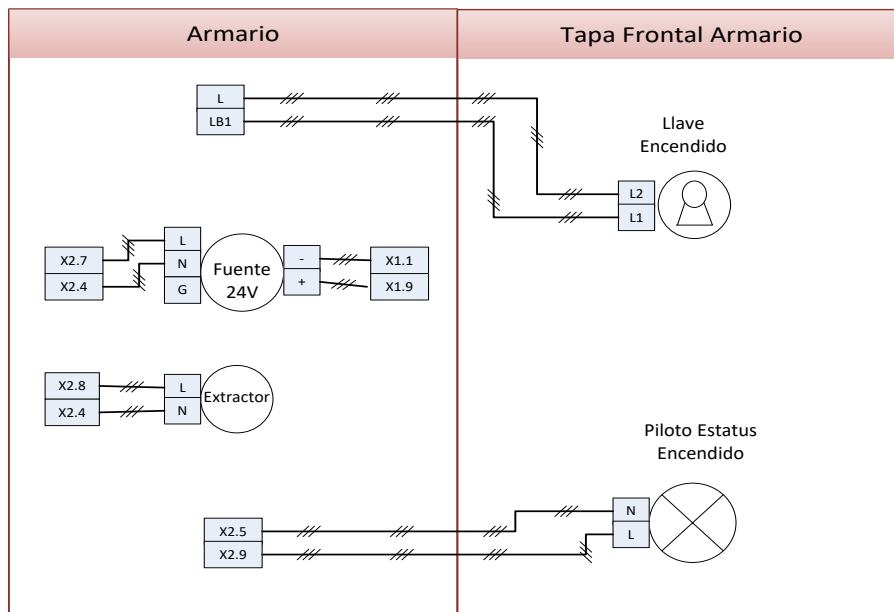 Armario
Tapa Frontal Armario
L
LB1
Llave
Encendido
L2
L1
X2.7
X2.4
L
N
G
Fuente
24V
-
+
X1.1
X1.9
X2.8
X2.4
L
N
Extractor
Piloto Estatus
Encendido
X2.5
X2.9
N
L